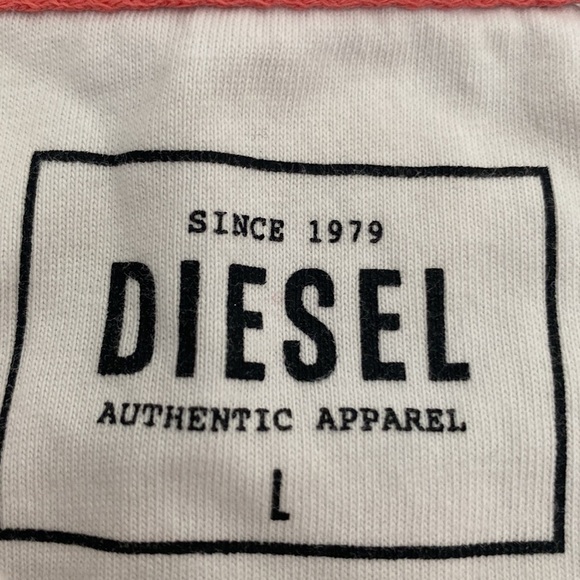 SINCE 1979
DIESEL
AUTHENTIC APPAREL
L